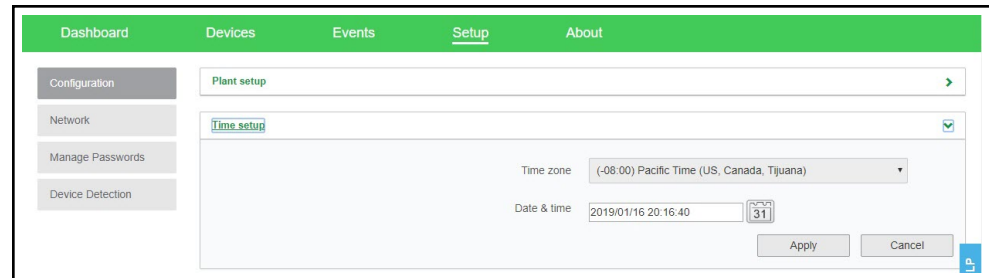 Dashboard Devices Events Setup About
Configuration
Network
Manage Passwords
Device Detection
Plant setup
Time setup
Time zone (-08:00) Pacific Time (US, Canada, Tijuana)
Date & time 2019/01/16 20:16:40 31
Apply Cancel
LP